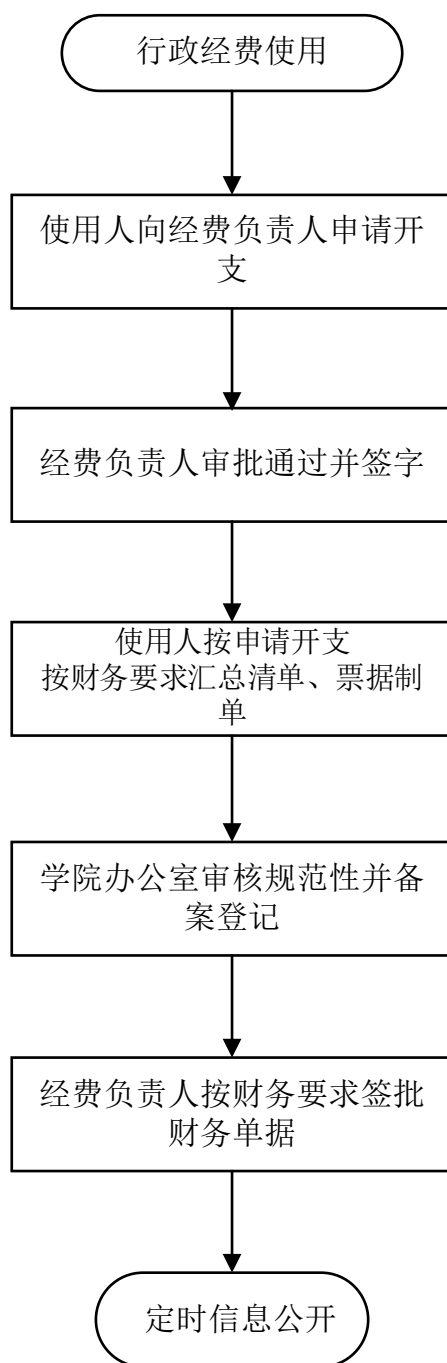 行政经费使用
使用人向经费负责人申请开
支
经费负责人审批通过并签字
使用人按申请开支
按财务要求汇总清单、票据制
单
学院办公室审核规范性并备
案登记
经费负责人按财务要求签批
财务单据
定时信息公开